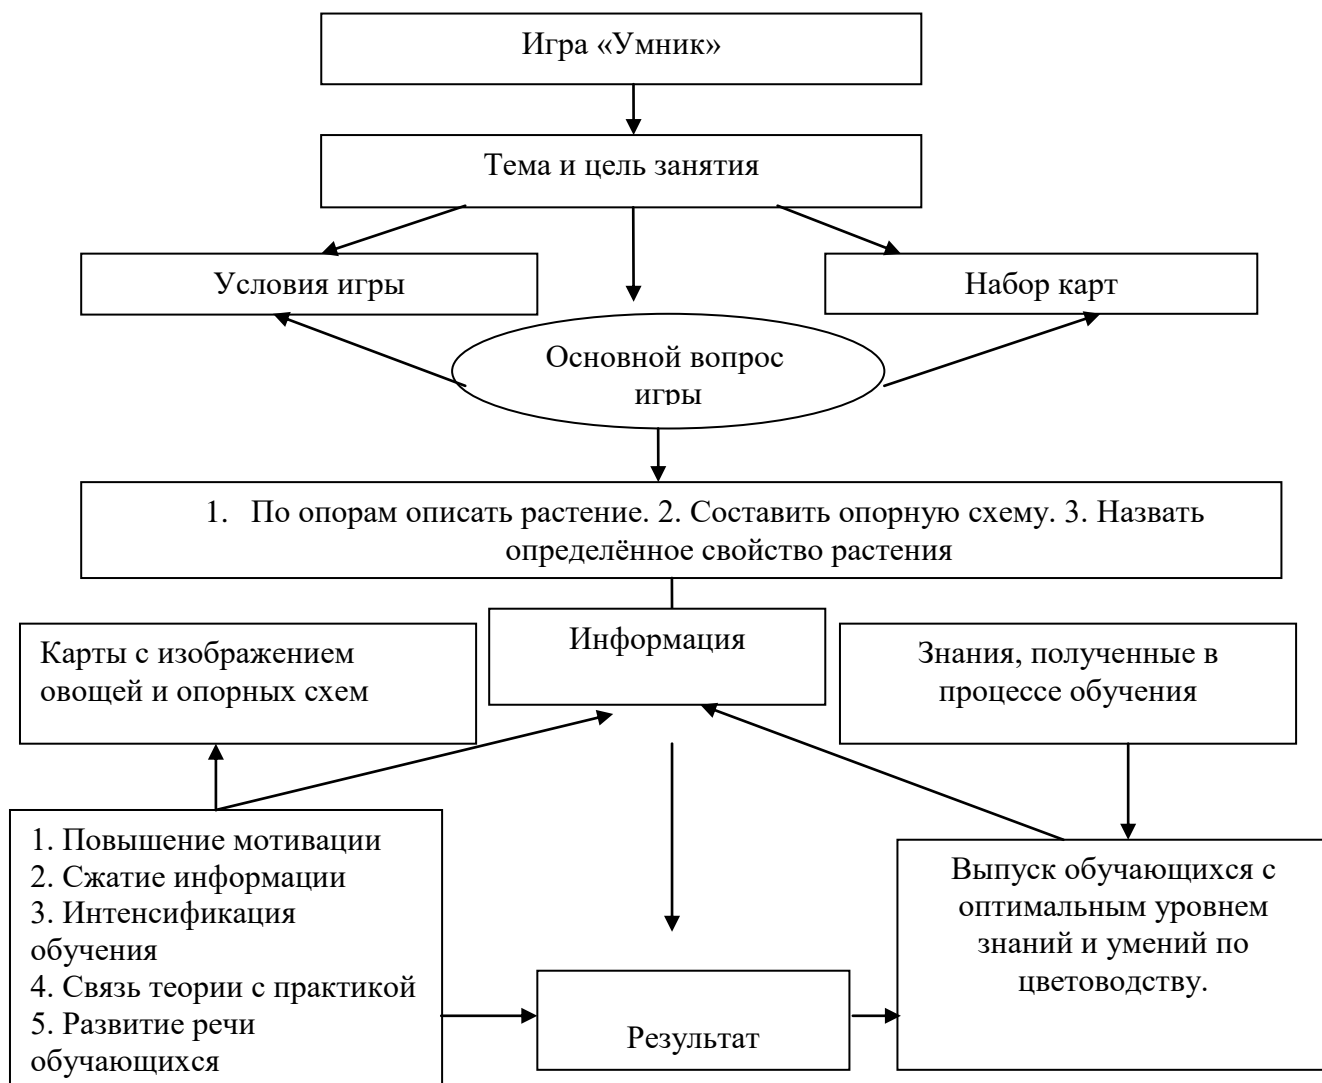 Игра «Умник»
Тема и цель занятия
Условия игры
Набор карт
Основной вопрос
игры
1. По опорам описать растение. 2. Составить опорную схему. 3. Назвать
определённое свойство растения
Информация
Карты с изображением
овощей и опорных схем
Знания, полученные в
процессе обучения
1. Повышение мотивации
2. Сжатие информации
3. Интенсификация
обучения
4. Связь теории с практикой
5. Развитие речи
обучающихся
Результат
Выпуск обучающихся с
оптимальным уровнем
знаний и умений по
цветоводству.